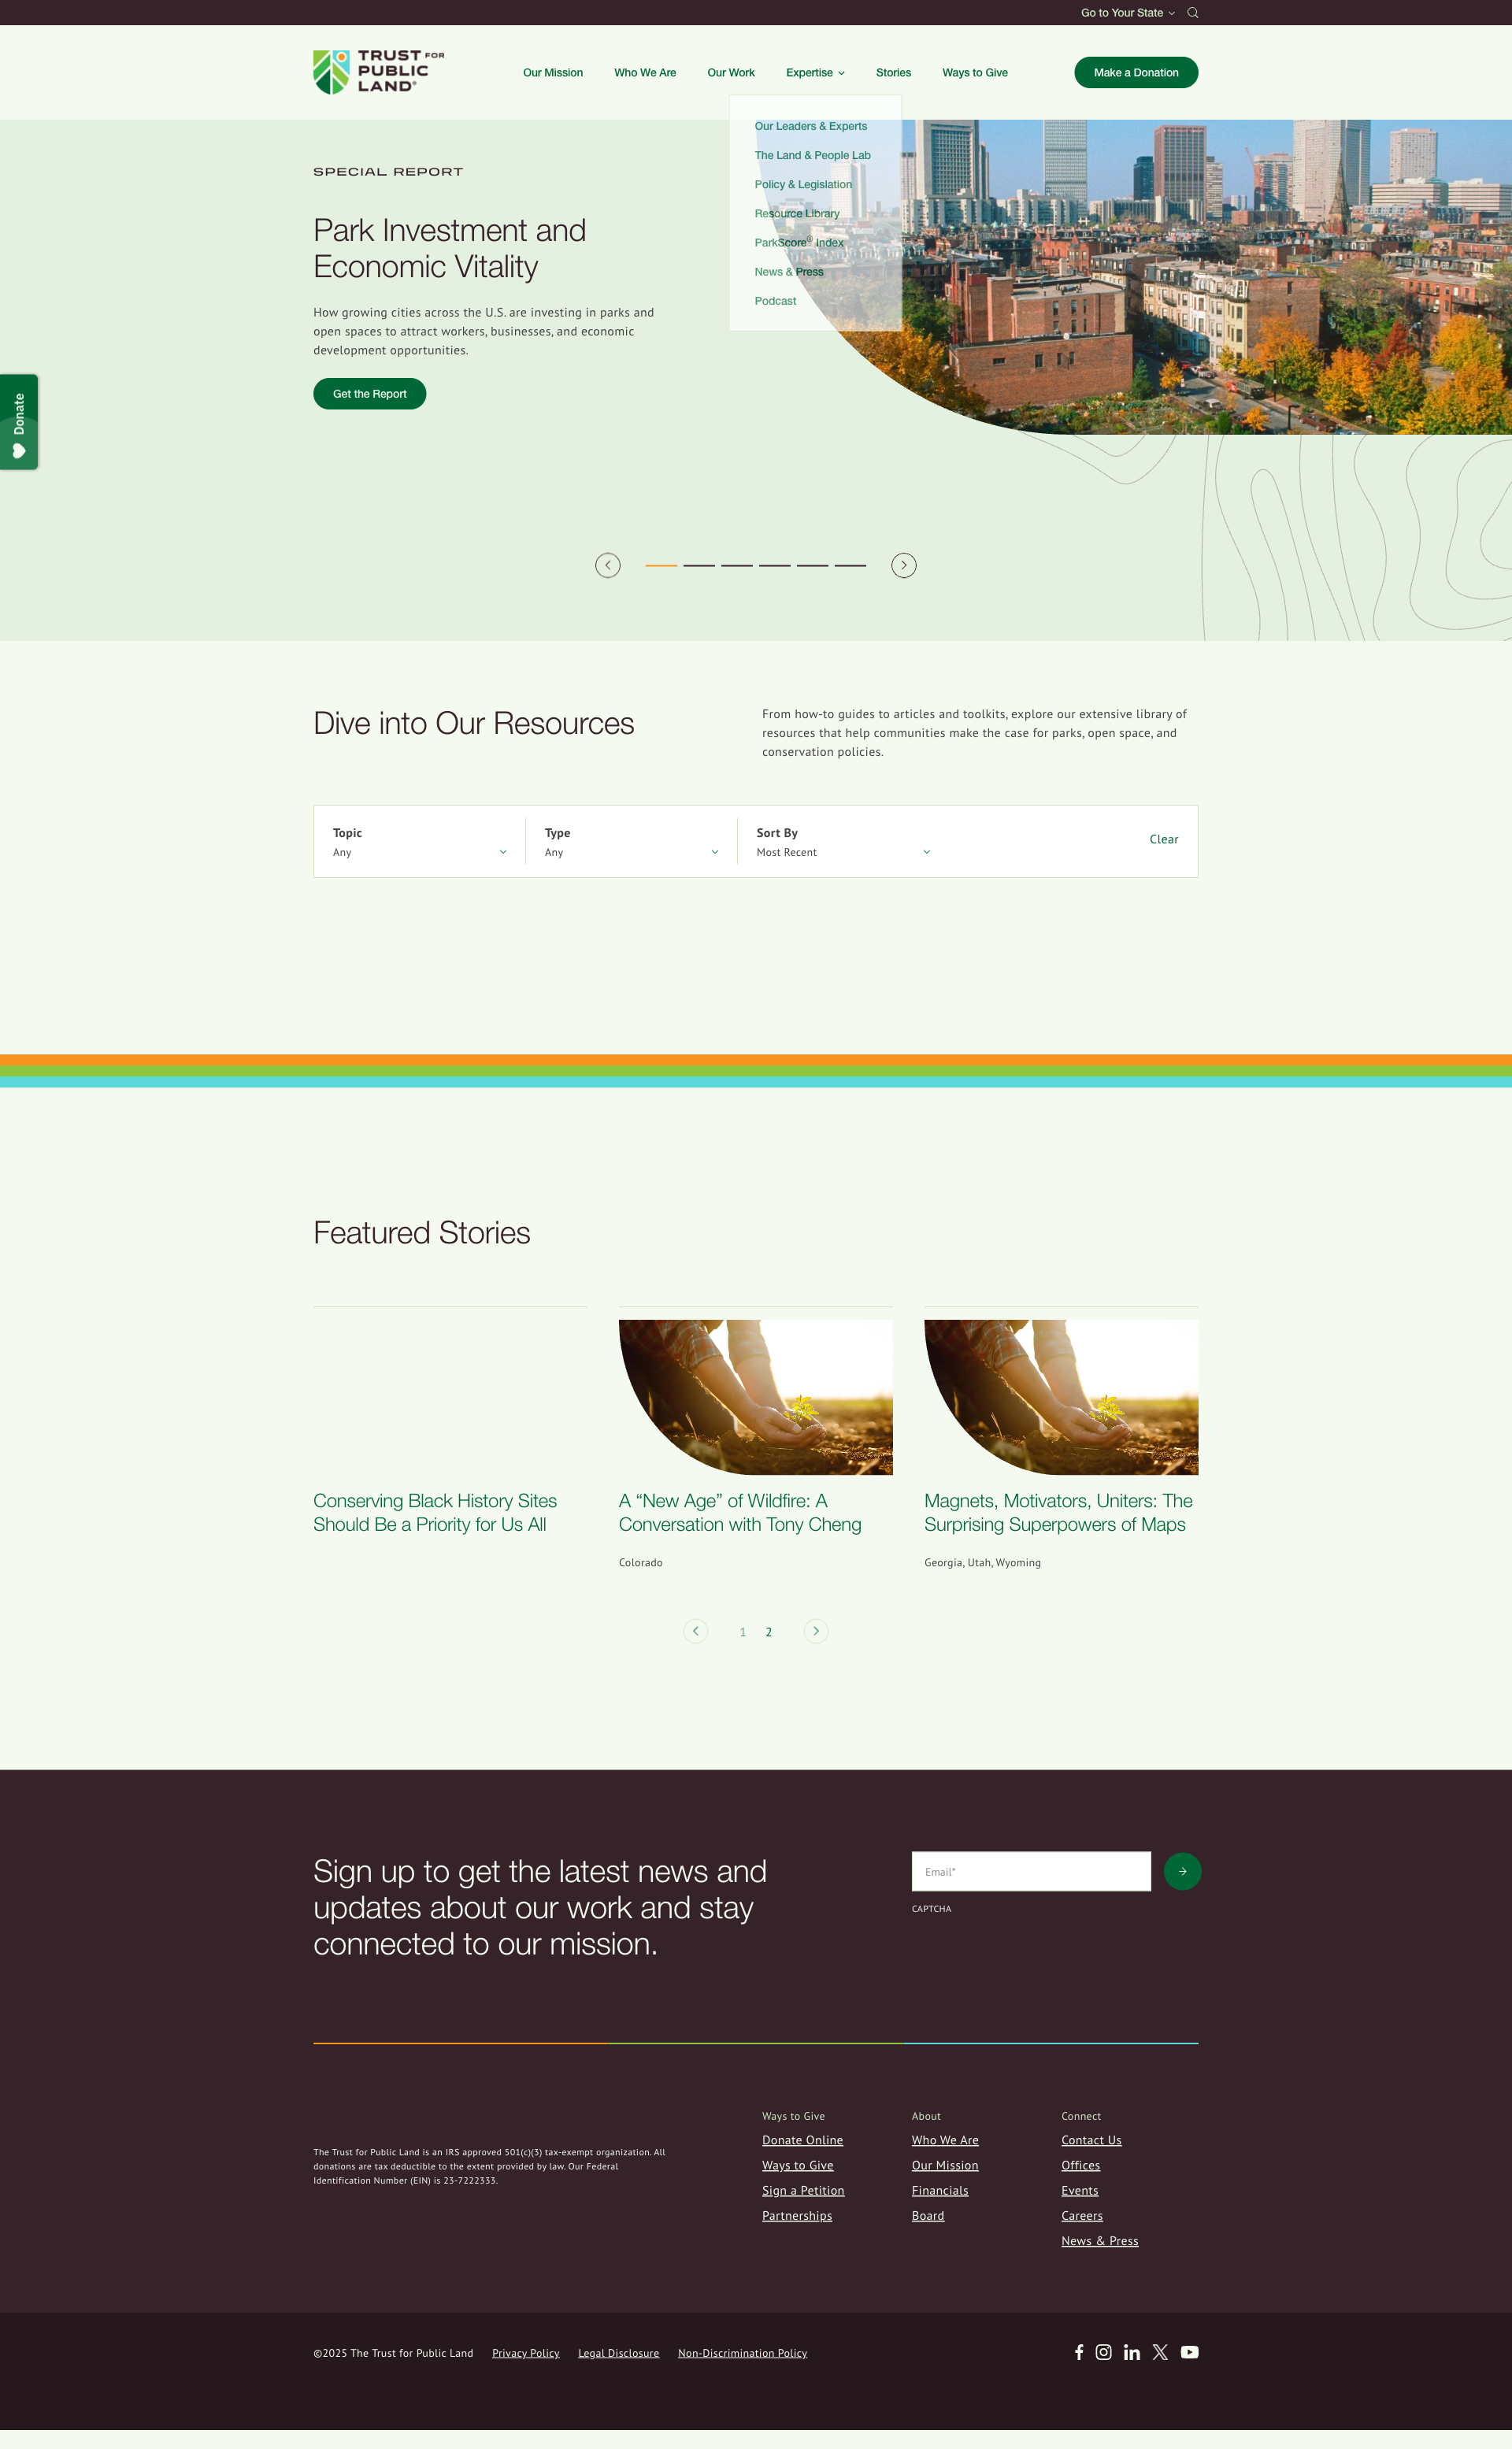 Go to Your State
TRUST FOR
PUBLIC
LAND®
Our Mission
Who We Are
Our Work
Expertise
Stories
Ways to Give
Make a Donation
Our Leaders & Experts
The Land & People Lab
Policy & Legislation
Resource Library
ParkScore® Index
News & Press
Podcast
SPECIAL REPORT
Park Investment and
Economic Vitality
How growing cities across the U.S. are investing in parks and
open spaces to attract workers, businesses, and economic
development opportunities.
Get the Report
Donate
Dive into Our Resources
From how-to guides to articles and toolkits, explore our extensive library of
resources that help communities make the case for parks, open space, and
conservation policies.
Topic
Any
Type
Any
Sort By
Most Recent
Clear
Featured Stories
Conserving Black History Sites
Should Be a Priority for Us All
A “New Age” of Wildfire: A
Conversation with Tony Cheng
Colorado
Magnets, Motivators, Uniters: The
Surprising Superpowers of Maps
Georgia, Utah, Wyoming
1 2
Sign up to get the latest news and
updates about our work and stay
connected to our mission.
Email*
CAPTCHA
The Trust for Public Land is an IRS approved 501(c)(3) tax-exempt organization. All
donations are tax deductible to the extent provided by law. Our Federal
Identification Number (EIN) is 23-7222333.
Ways to Give
Donate Online
Ways to Give
Sign a Petition
Partnerships
About
Who We Are
Our Mission
Financials
Board
Connect
Contact Us
Offices
Events
Careers
News & Press
©2025 The Trust for Public Land
Privacy Policy
Legal Disclosure
Non-Discrimination Policy